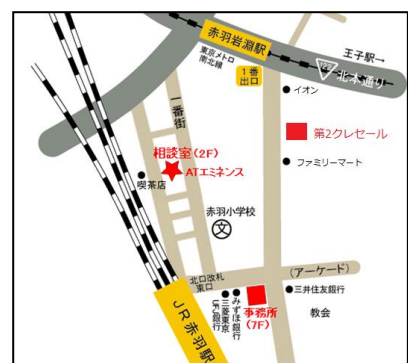 赤羽岩淵駅
東京メトロ
南北線
1番
出口
王子駅→
122
北本通り
イオン
一番街
第2クレセール
相談室(2F)
ATエミネンス
喫茶店
ファミリーマート
赤羽小学校
文
北口改札
東口
(アーケード)
三菱東京
UFJ銀行
みずほ銀行
事務所
(7F)
三井住友銀行
教会
JR赤羽駅